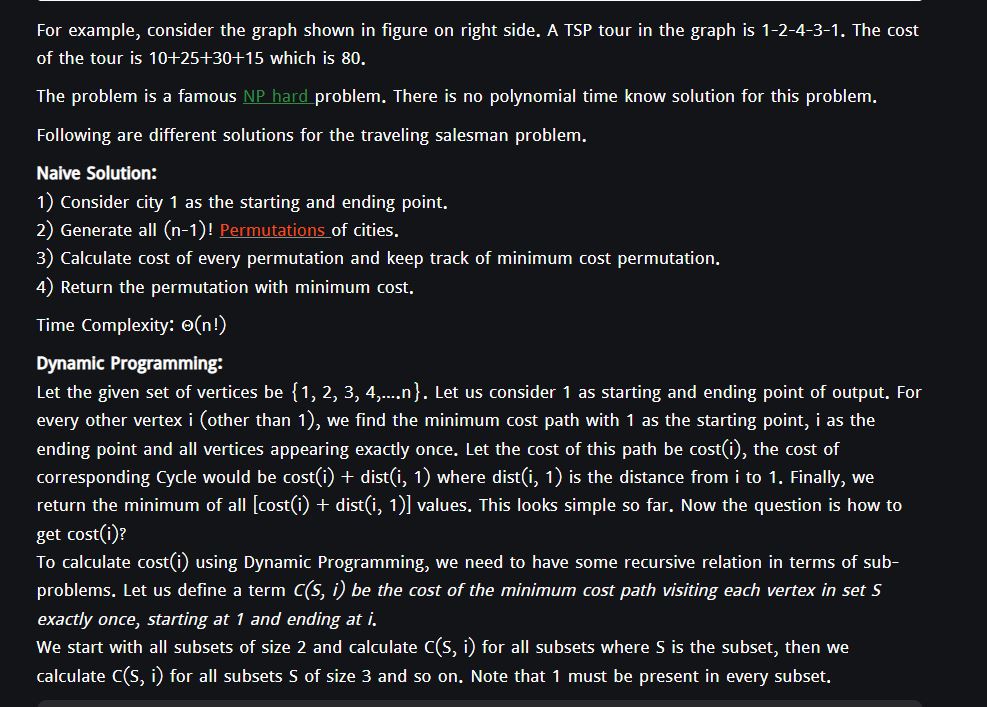 For example, consider the graph shown in figure on right side. A TSP tour in the graph is 1-2-4-3-1. The cost
of the tour is 10+25+30+15 which is 80.
The problem is a famous NP hard problem. There is no polynomial time know solution for this problem.
Following are different solutions for the traveling salesman problem.
Naive Solution:
1) Consider city 1 as the starting and ending point.
2) Generate all (n-1)! Permutations of cities.
3) Calculate cost of every permutation and keep track of minimum cost permutation.
4) Return the permutation with minimum cost.
Time Complexity: Θ(n!)
Dynamic Programming:
Let the given set of vertices be {1, 2, 3, 4,....n}. Let us consider 1 as starting and ending point of output. For
every other vertex i (other than 1), we find the minimum cost path with 1 as the starting point, i as the
ending point and all vertices appearing exactly once. Let the cost of this path be cost(i), the cost of
corresponding Cycle would be cost(i) + dist(i, 1) where dist(i, 1) is the distance from i to 1. Finally, we
return the minimum of all [cost(i) + dist(i, 1)] values. This looks simple so far. Now the question is how to
get cost(i)?
To calculate cost(i) using Dynamic Programming, we need to have some recursive relation in terms of sub-
problems. Let us define a term C(S, i) be the cost of the minimum cost path visiting each vertex in set S
exactly once, starting at 1 and ending at i.
We start with all subsets of size 2 and calculate C(S, i) for all subsets where S is the subset, then we
calculate C(S, i) for all subsets S of size 3 and so on. Note that 1 must be present in every subset.